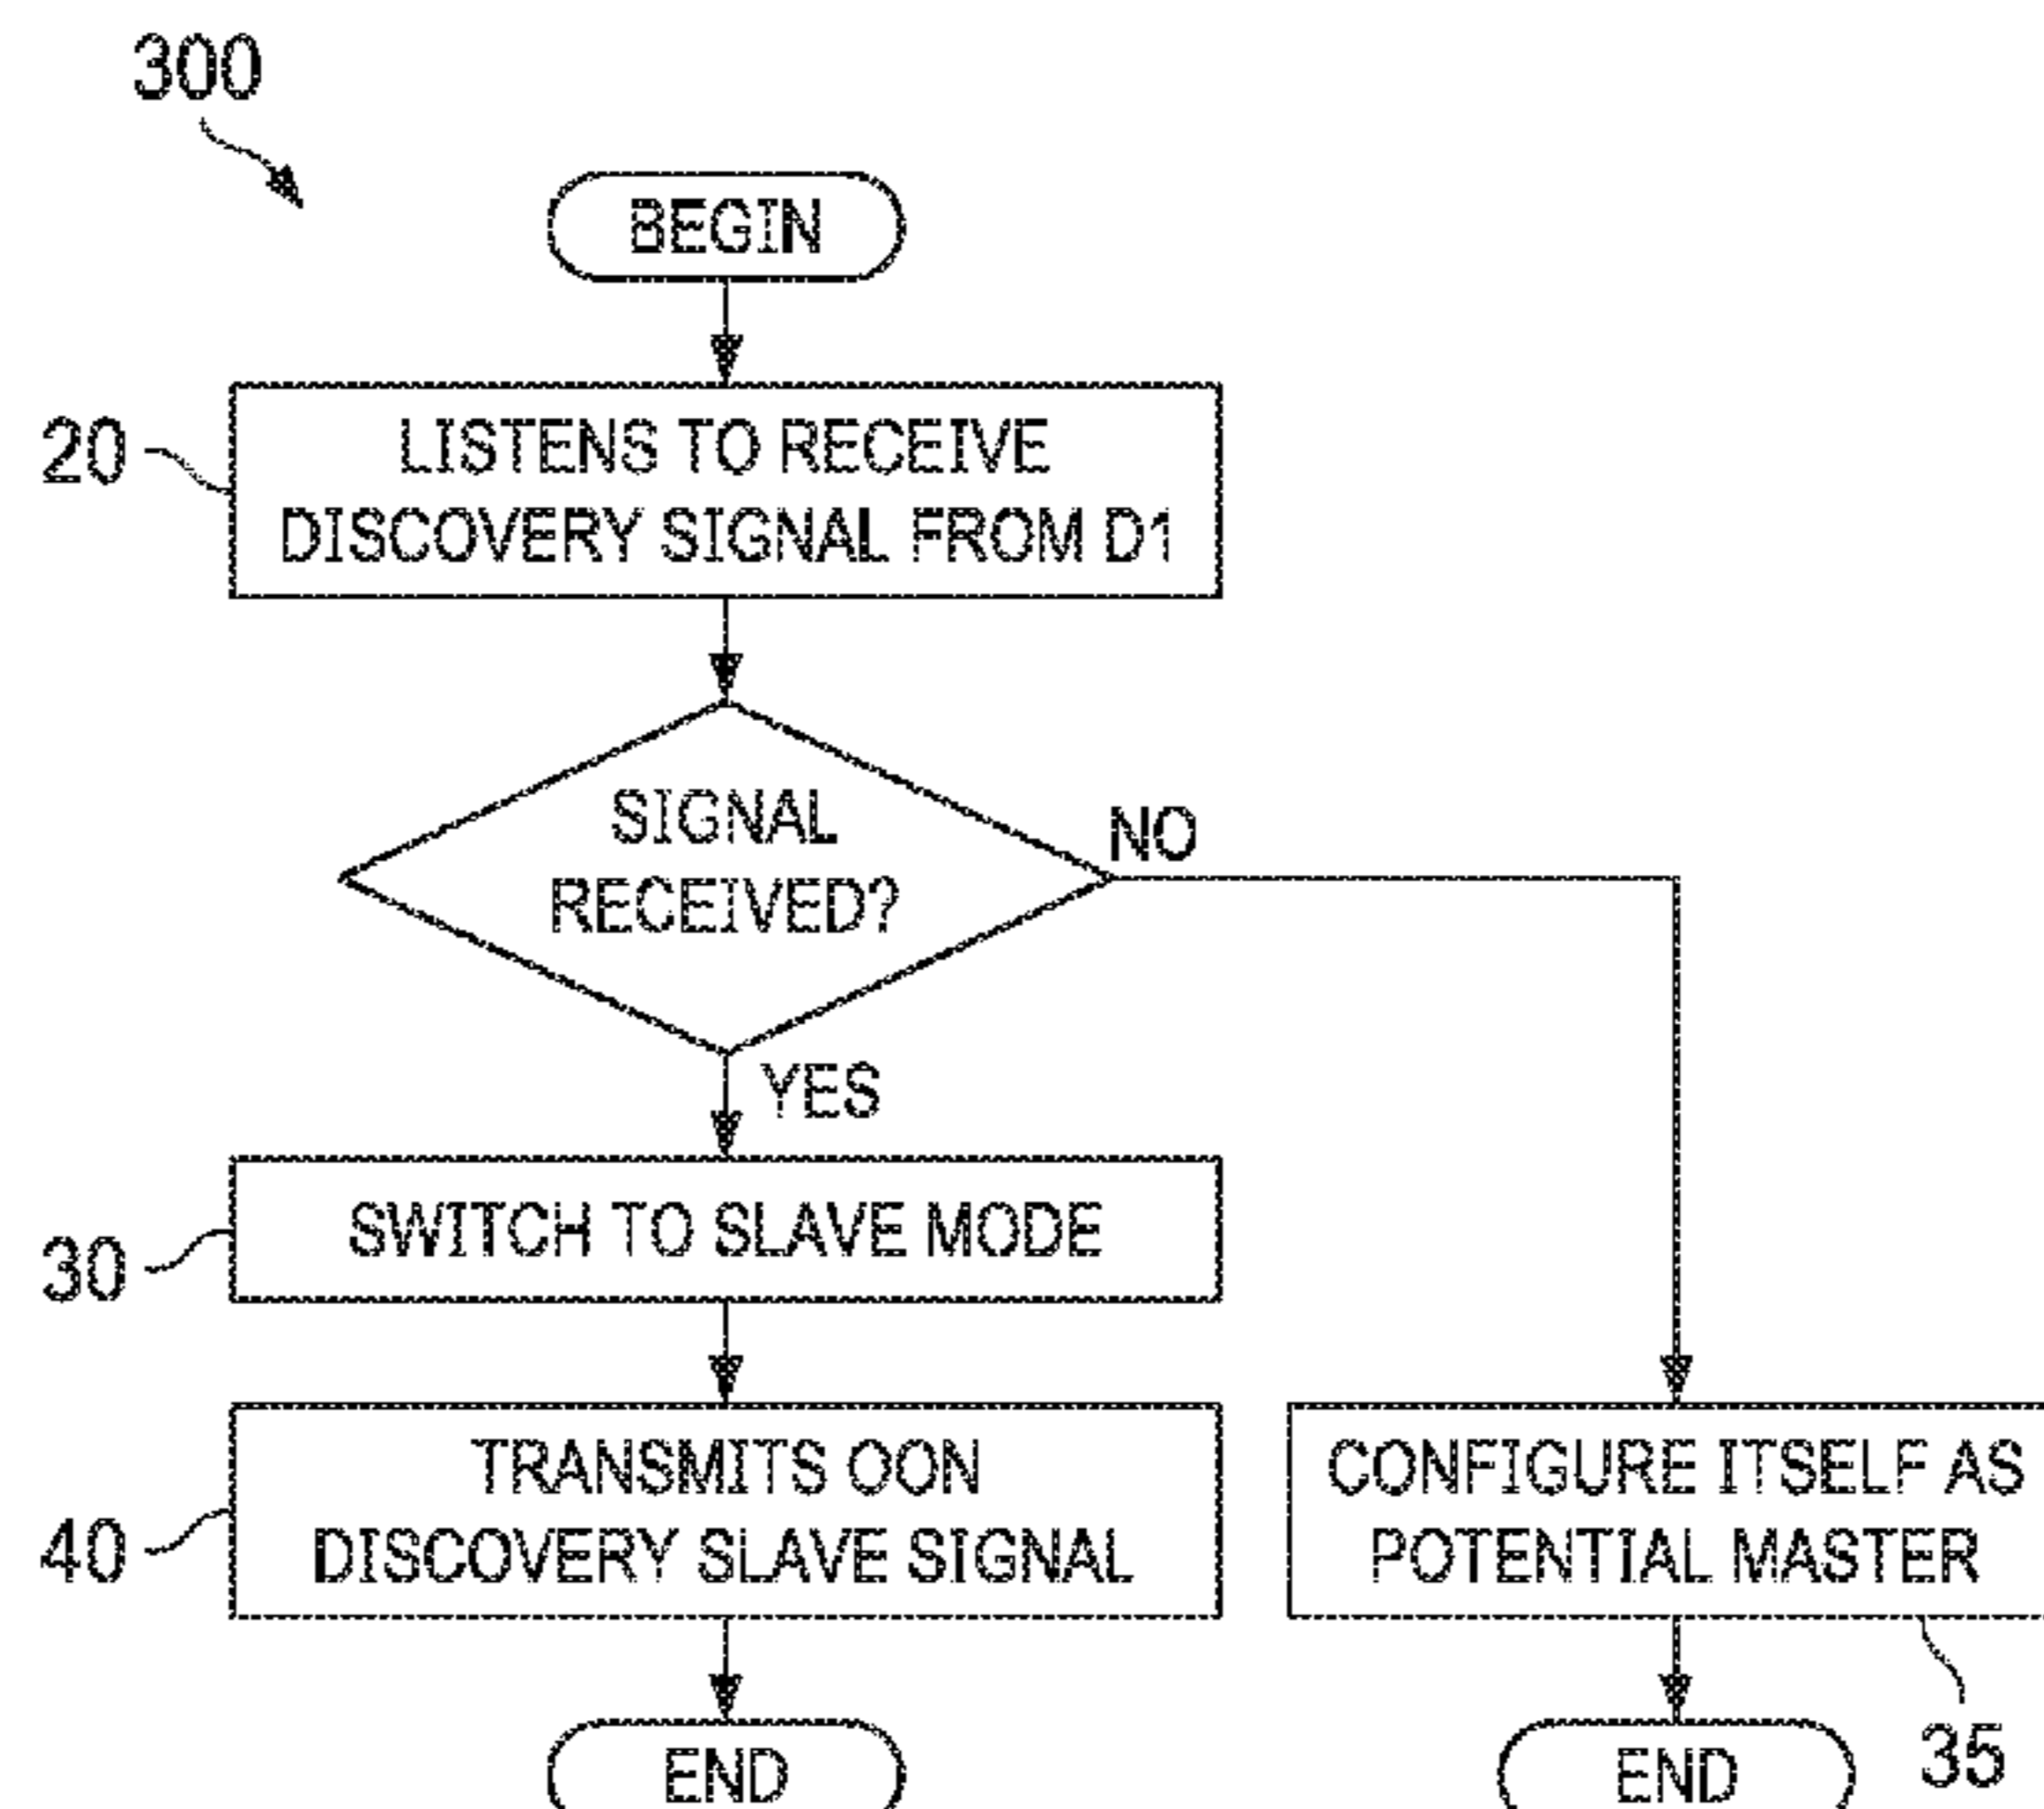 300
BEGIN
20
LISTENS TO RECEIVE
DISCOVERY SIGNAL FROM D1
SIGNAL
RECEIVED?
NO
YES
30
SWITCH TO SLAVE MODE
40
TRANSMITS OON
DISCOVERY SLAVE SIGNAL
CONFIGURE ITSELF AS
POTENTIAL MASTER
35
END
END